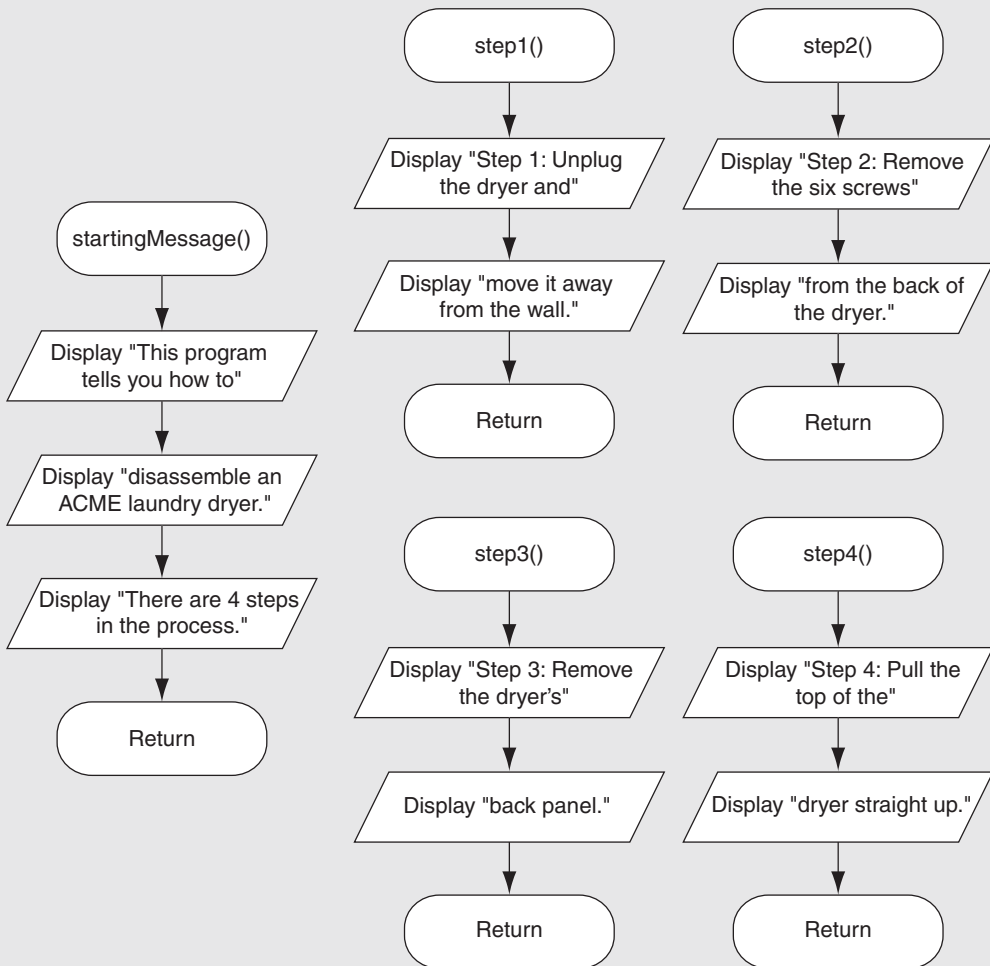 startingMessage()
Display "This program
tells you how to"
Display "disassemble an
ACME laundry dryer."
Display "There are 4 steps
in the process."
Return
step1()
Display "Step 1: Unplug
the dryer and"
Display "move it away
from the wall."
Return
step2()
Display "Step 2: Remove
the six screws"
Display "from the back of
the dryer."
Return
step3()
Display "Step 3: Remove
the dryer’s"
Display "back panel."
Return
step4()
Display "Step 4: Pull the
top of the"
Display "dryer straight up."
Return